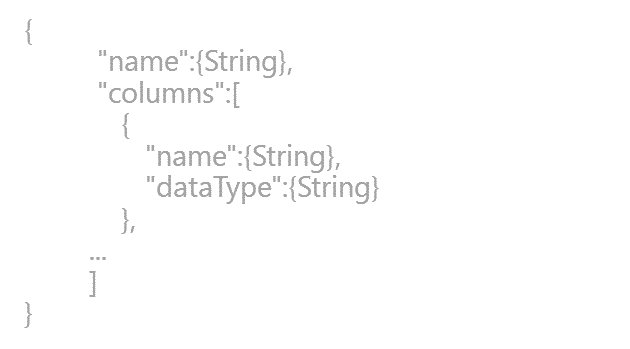 {
"name":{String},
"columns":[
{
"name":{String},
"dataType":{String}
},
...
]
}